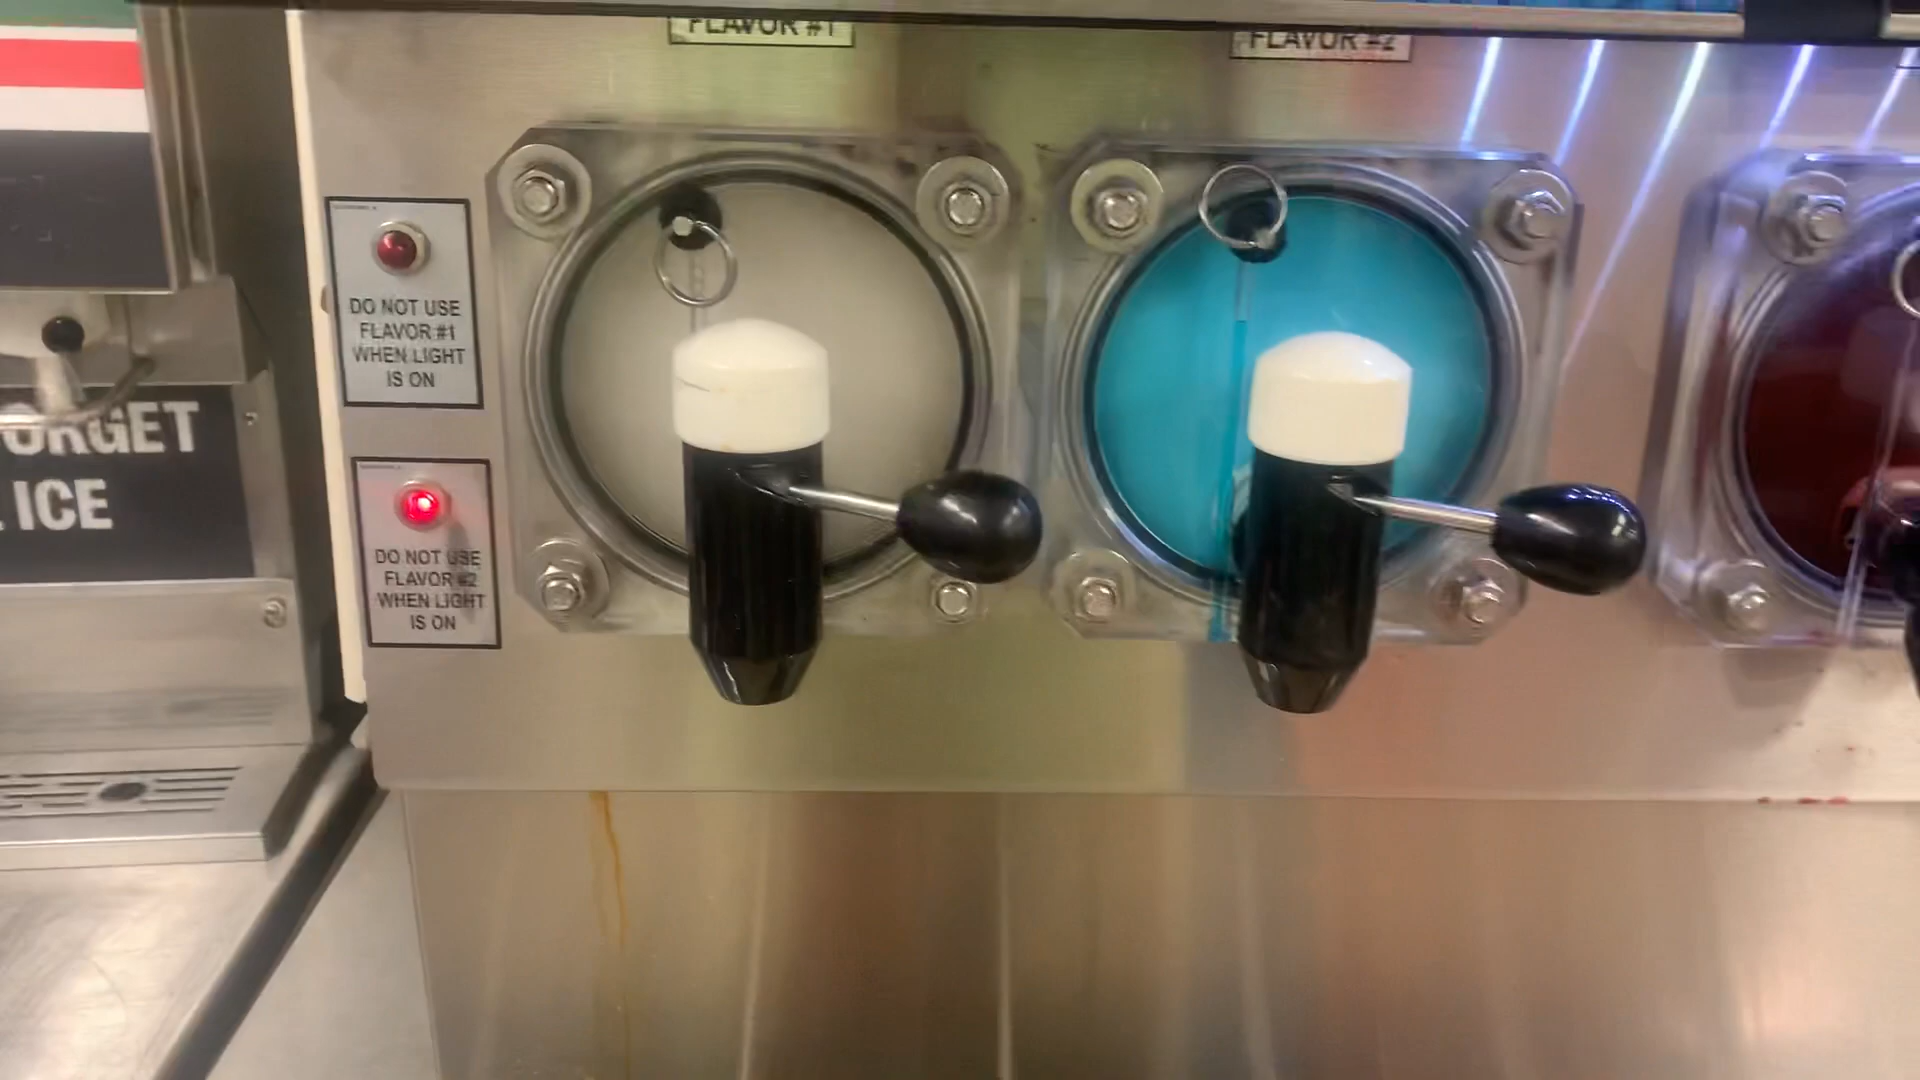 FLAVOR #1
FLAVOR #2
DO NOT USE
FLAVOR #1
WHEN LIGHT
IS ON
DO NOT USE
FLAVOR #2
WHEN LIGHT
IS ON
ORGET
ICE